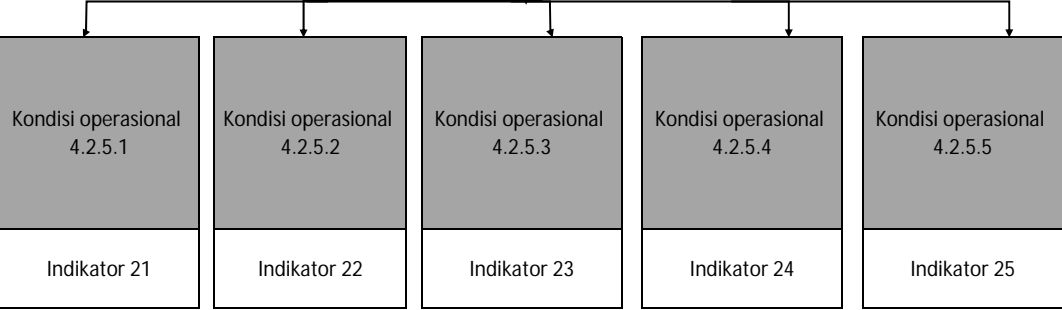 Kondisi operasional
4.2.5.1
Indikator 21
Kondisi operasional
4.2.5.2
Indikator 22
Kondisi operasional
4.2.5.3
Indikator 23
Kondisi operasional
4.2.5.4
Indikator 24
Kondisi operasional
4.2.5.5
Indikator 25